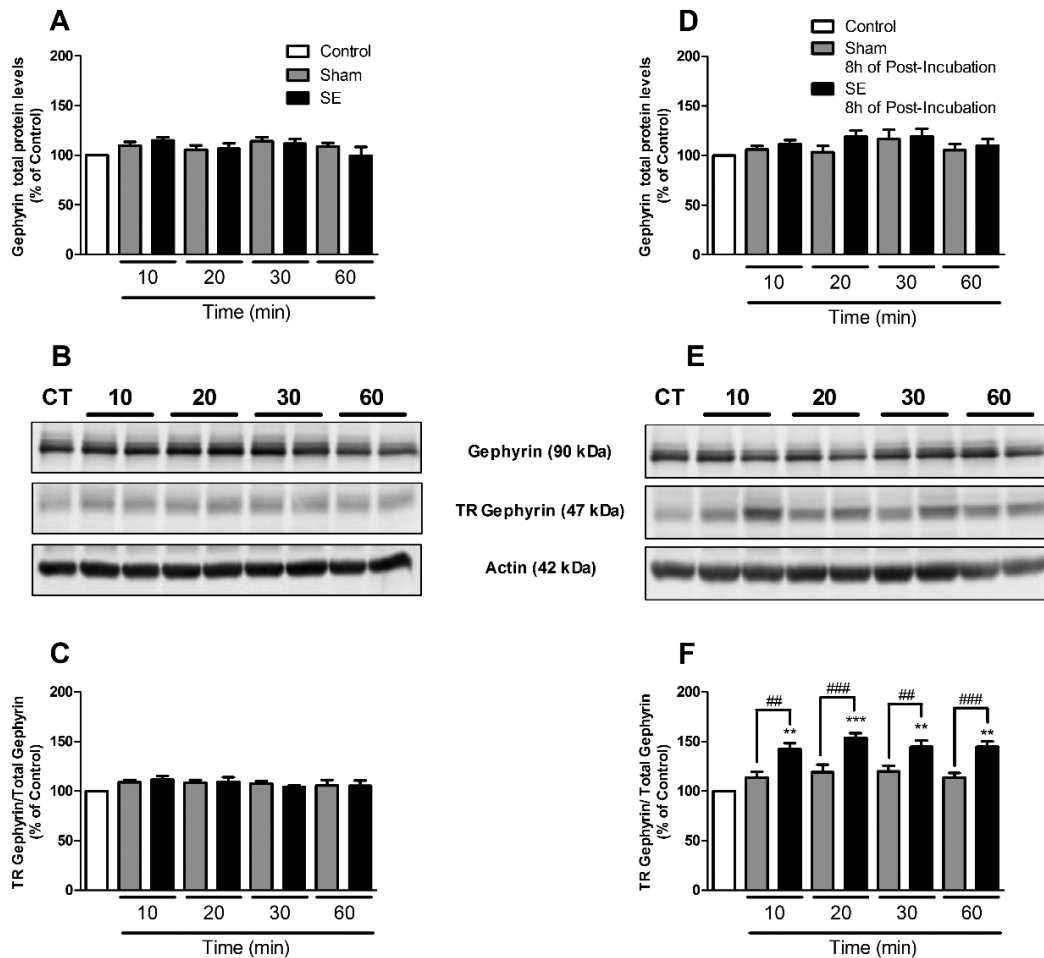 A
Gephyrin total protein levels
(% of Control)
200
150
100
50
0
Control
Sham
SE
10 20 30 60
Time (min)
D
Gephyrin total protein levels
(% of Control)
200
150
100
50
0
Control
Sham
8h of Post-Incubation
SE
8h of Post-Incubation
10 20 30 60
Time (min)
B
CT 10 20 30 60
E
CT 10 20 30 60
Gephyrin (90 kDa)
TR Gephyrin (47 kDa)
Actin (42 kDa)
C
TR Gephyrin/Total Gephyrin
(% of Control)
200
150
100
50
0
10 20 30 60
Time (min)
F
TR Gephyrin/ Total Gephyrin
(% of Control)
200
150
100
50
0
## ### ## ###
** *** ** **
10 20 30 60
Time (min)